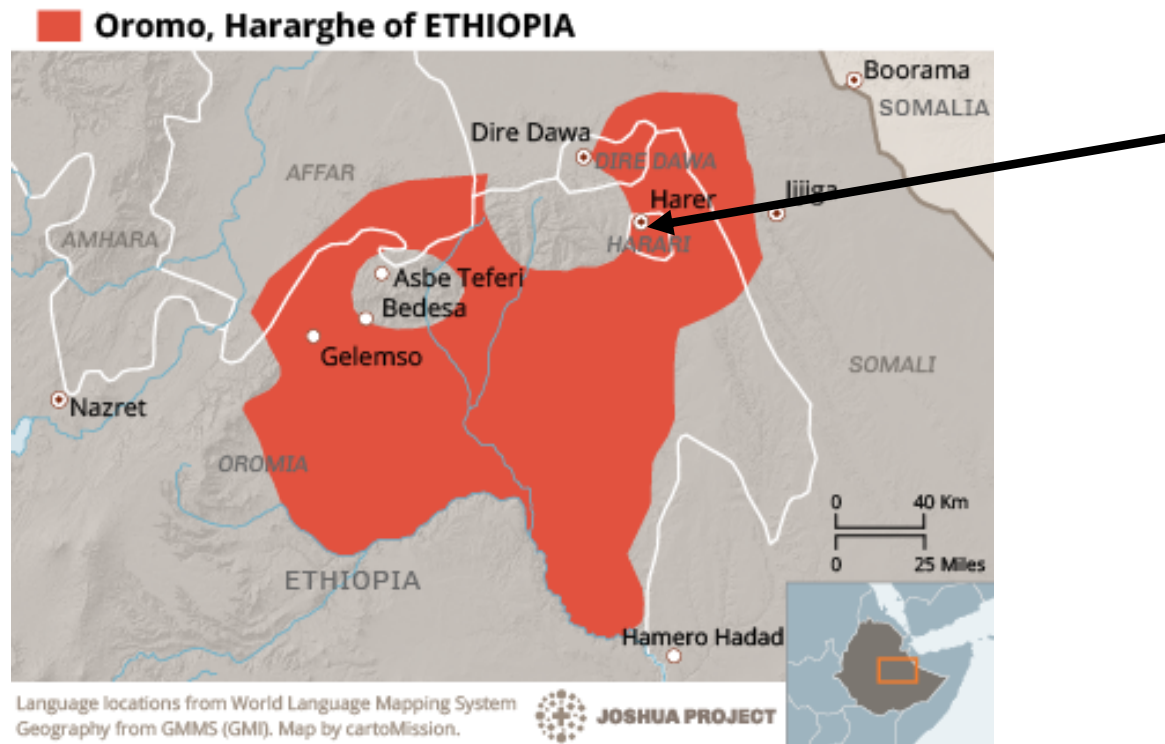 Oromo, Hararghe of ETHIOPIA
Boorama
SOMALIA
Dire Dawa
DIRE DAWA
AFFAR
Jijiga
Harer
AMHARA
HARARI
Asbe Teferi
Bedesa
Gelemso
SOMALI
Nazret
OROMIA
0 40 Km
0 25 Miles
ETHIOPIA
Hamero Hadad
Language locations from World Language Mapping System
Geography from GMMS (GMI). Map by cartoMission.
JOSHUA PROJECT